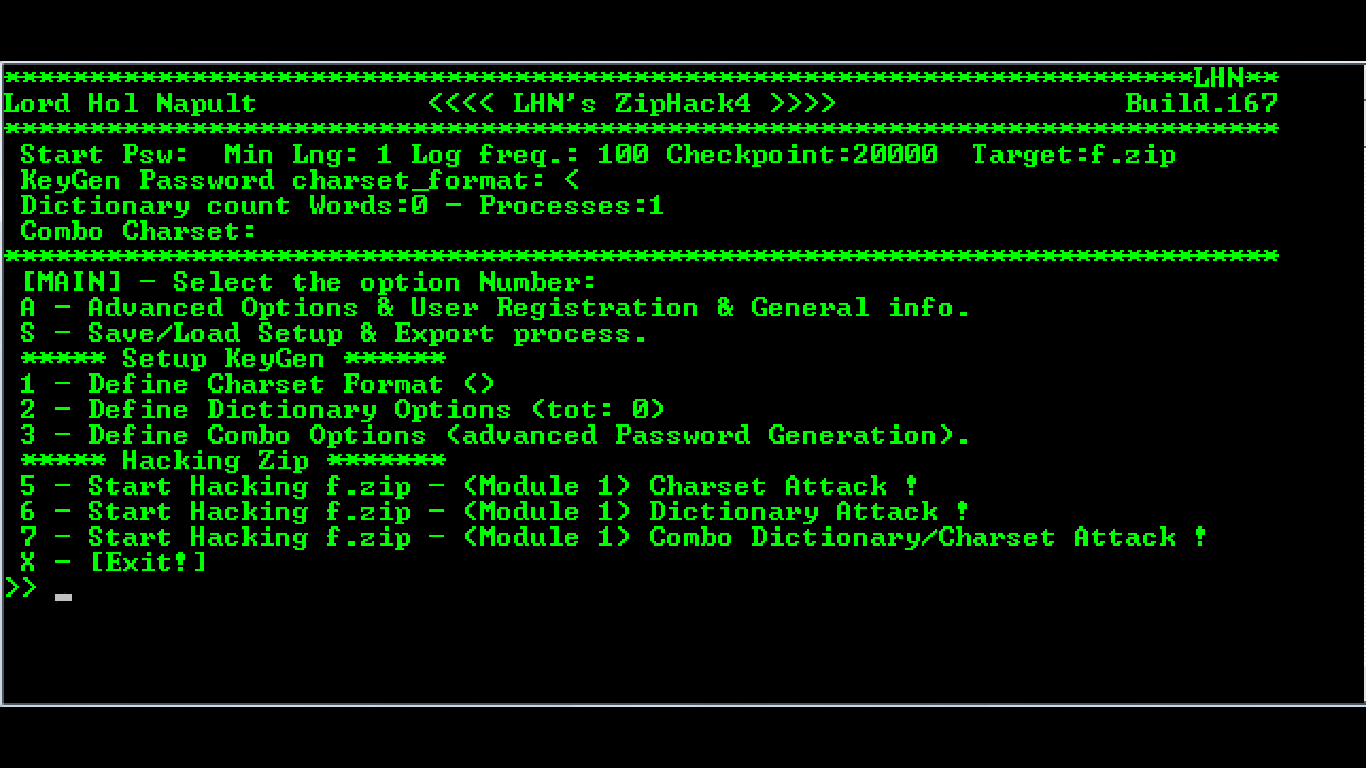 **********************************************************************LHN**
Lord Hol Napult          <<<< LHN's ZipHack4 >>>>                 Build.167
***************************************************************************
Start Psw:  Min Lng: 1 Log freq.: 100 Checkpoint:20000  Target:f.zip
KeyGen Password charset_format: <
Dictionary count Words:0 - Processes:1
Combo Charset:
***************************************************************************
[MAIN] - Select the option Number:
A - Advanced Options & User Registration & General info.
S - Save/Load Setup & Export process.
***** Setup KeyGen ******
1 - Define Charset Format <>
2 - Define Dictionary Options (tot: 0)
3 - Define Combo Options (advanced Password Generation).
***** Hacking Zip *******
5 - Start Hacking f.zip - (Module 1) Charset Attack !
6 - Start Hacking f.zip - (Module 1) Dictionary Attack !
7 - Start Hacking f.zip - (Module 1) Combo Dictionary/Charset Attack !
X - [Exit!]
>> _